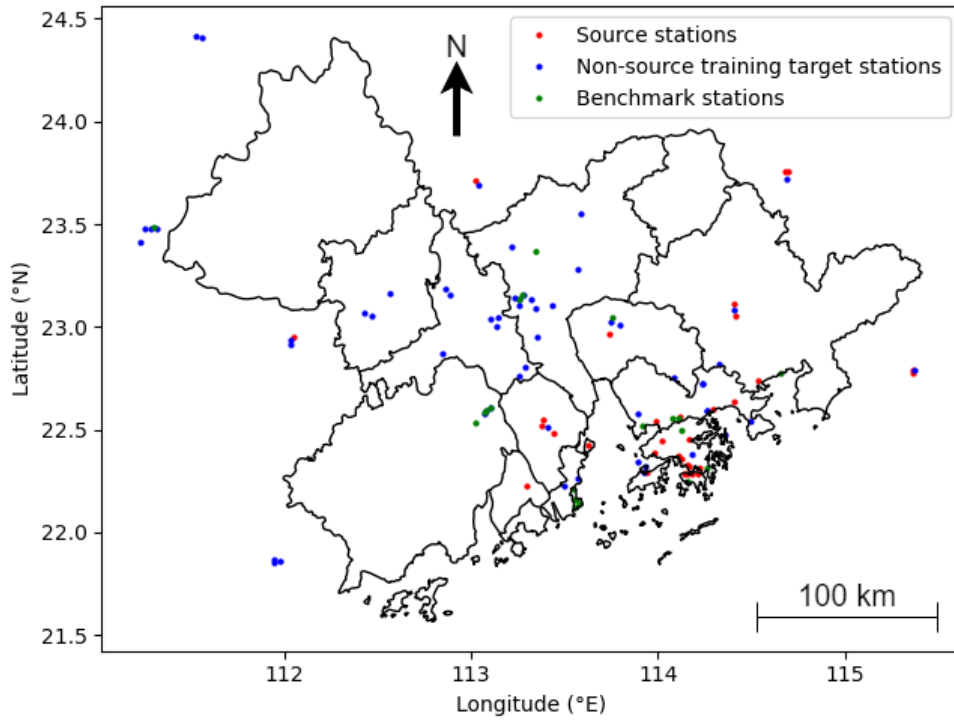 24.5
24.0
23.5
23.0
22.5
22.0
21.5
Latitude (°N)
N
Source stations
Non-source training target stations
Benchmark stations
100 km
112
113
114
115
Longitude (°E)